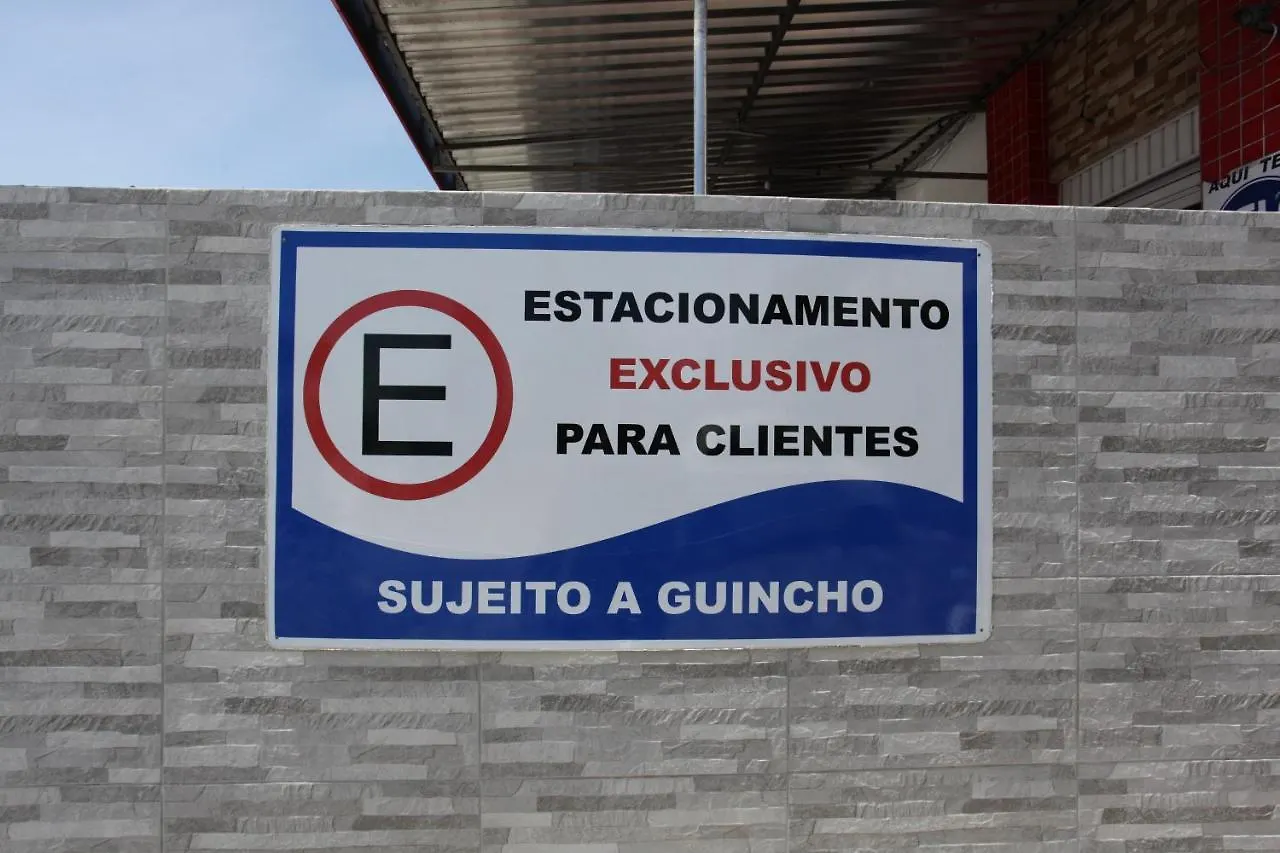 AQUI TE
E
ESTACIONAMENTO
EXCLUSIVO
PARA CLIENTES
SUJEITO A GUINCHO